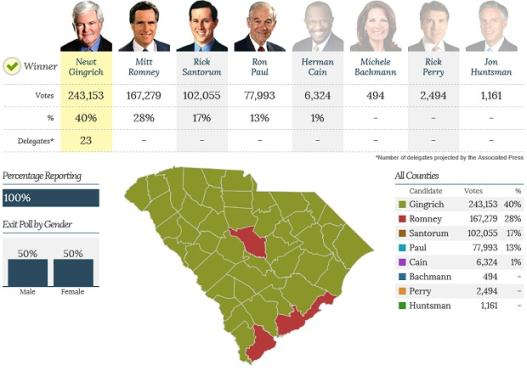 Winner
Newt Gingrich
Mitt Romney
Rick Santorum
Ron Paul
Herman Cain
Michele Bachmann
Rick Perry
Jon Huntsman
Votes 243,153 167,279 102,055 77,993 6,324 494 2,494 1,161
% 40% 28% 17% 13% 1% - - -
Delegates* 23 - - - - - - -
*Number of delegates projected by the Associated Press
Percentage Reporting
100%
Exit Poll by Gender
50% 50%
Male Female
All Counties
Candidate Votes %
Gingrich 243,153 40%
Romney 167,279 28%
Santorum 102,055 17%
Paul 77,993 13%
Cain 6,324 1%
Bachmann 494 -
Perry 2,494 -
Huntsman 1,161 -